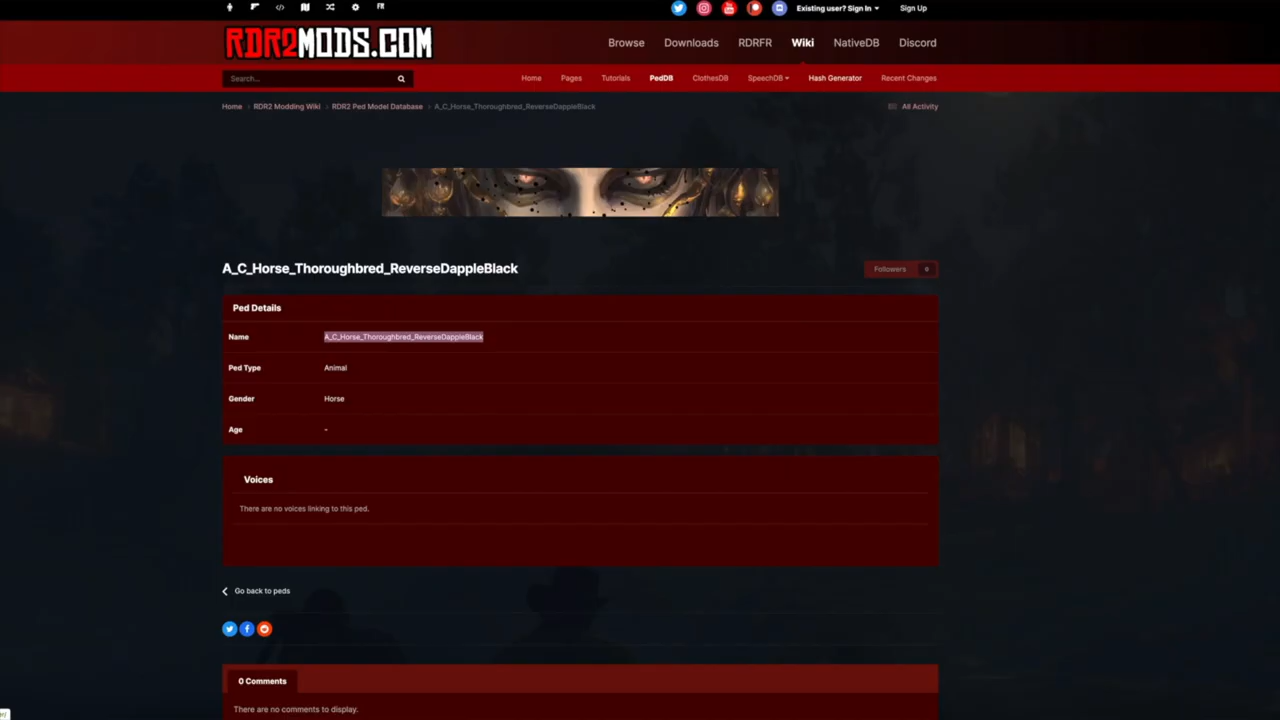 FR
Existing user? Sign In
Sign Up
RDR2MODS.COM
Browse
Downloads
RDRFR
Wiki
NativeDB
Discord
Search...
Home
Pages
Tutorials
PedDB
ClothesDB
SpeechDB
Hash Generator
Recent Changes
Home
RDR2 Modding Wiki
RDR2 Ped Model Database
A_C_Horse_Thoroughbred_ReverseDappleBlack
All Activity
A_C_Horse_Thoroughbred_ReverseDappleBlack
Followers 0
Ped Details
Name A_C_Horse_Thoroughbred_ReverseDappleBlack
Ped Type Animal
Gender Horse
Age -
Voices
There are no voices linking to this ped.
Go back to peds
0 Comments
There are no comments to display.